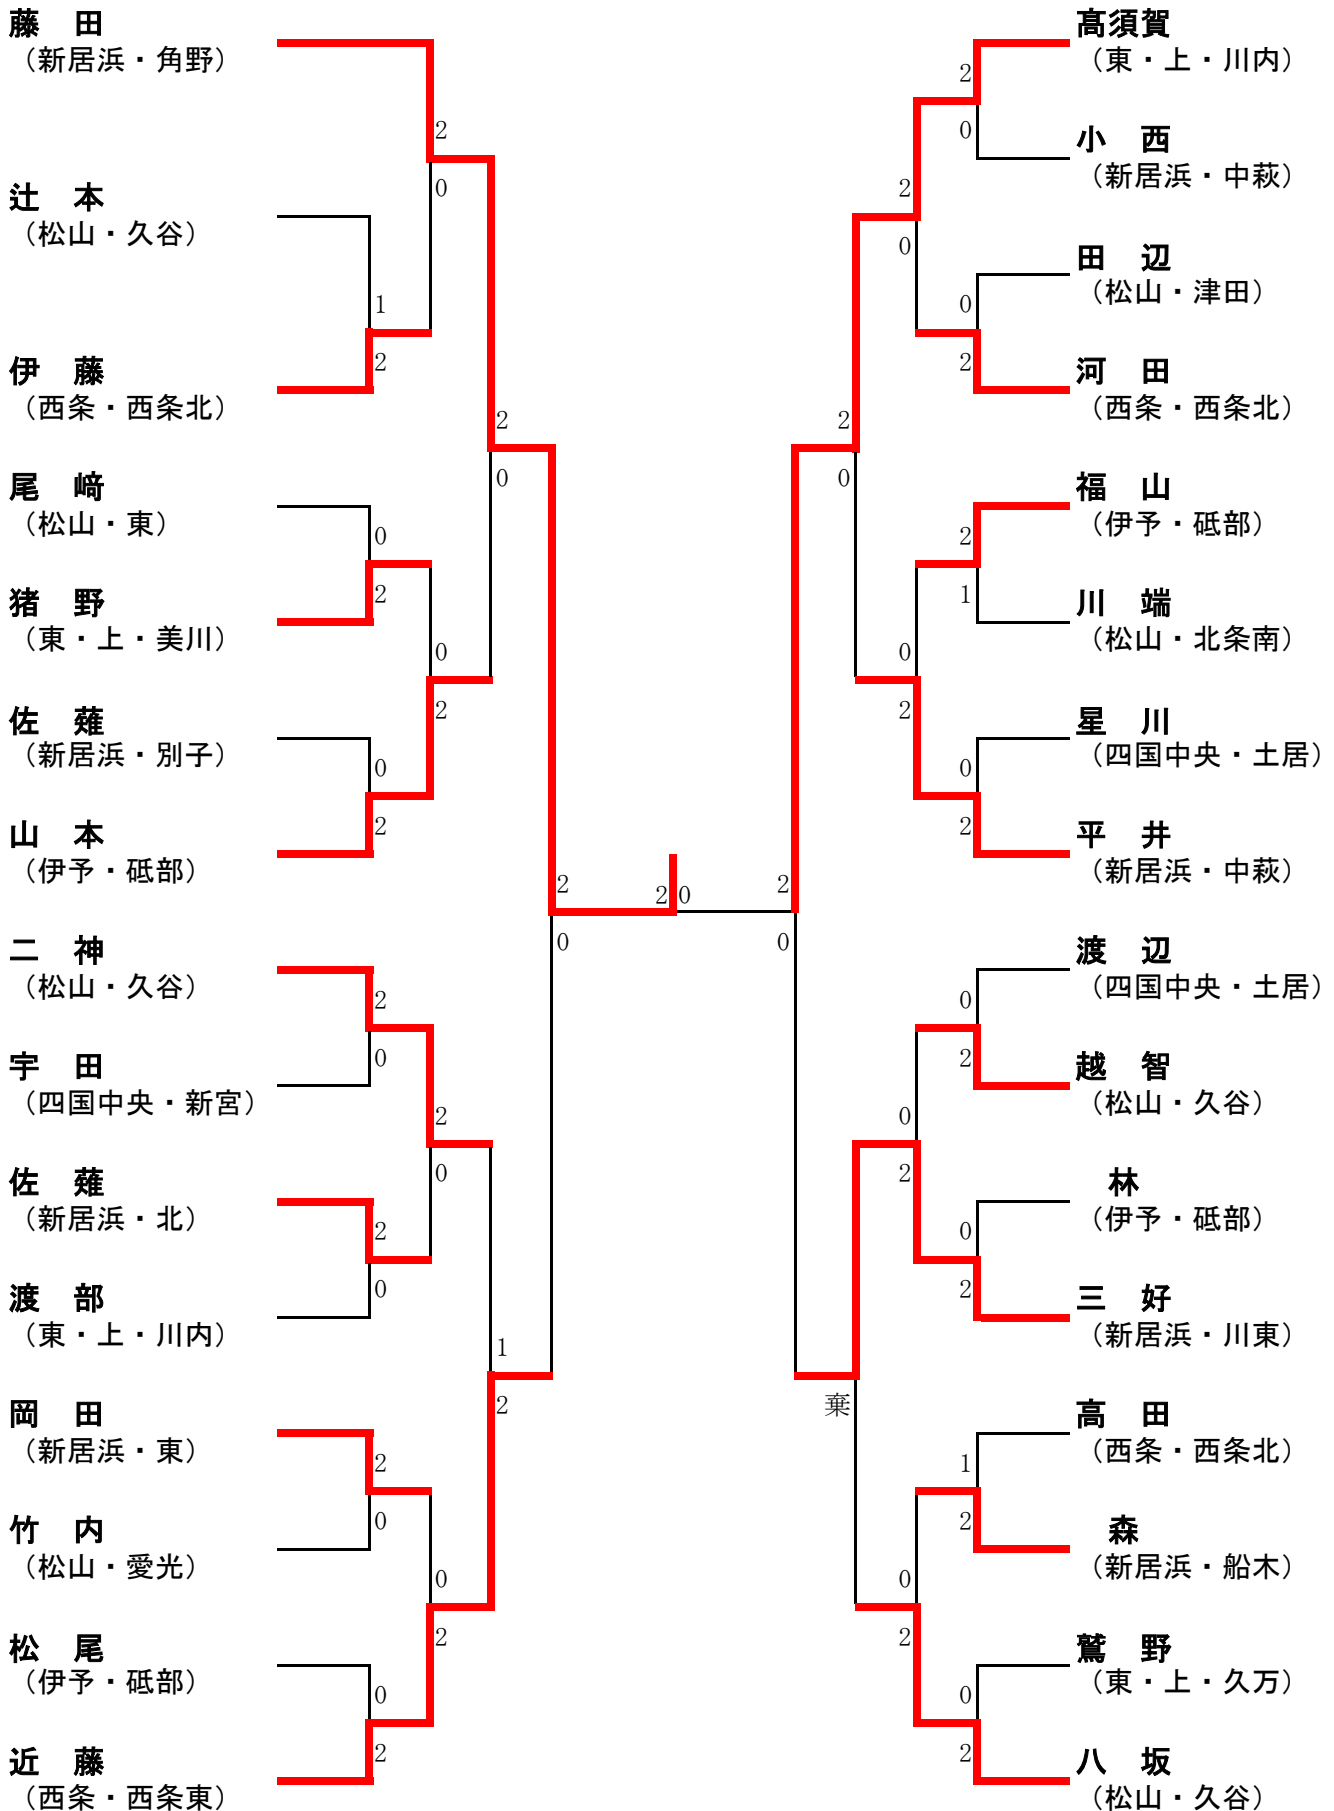 藤　田
（新居浜・角野）
2
0
辻　本
（松山・久谷）
1
2
伊　藤
（西条・西条北）
2
0
尾　﨑
（松山・東）
0
2
猪　野
（東・上・美川）
0
2
佐　薙
（新居浜・別子）
0
2
山　本
（伊予・砥部）
2
0
二　神
（松山・久谷）
2
0
宇　田
（四国中央・新宮）
2
0
佐　薙
（新居浜・北）
2
0
渡　部
（東・上・川内）
1
2
岡　田
（新居浜・東）
2
0
竹　内
（松山・愛光）
0
2
松　尾
（伊予・砥部）
0
2
近　藤
（西条・西条東）
2
0
髙須賀
（東・上・川内）
2
0
小　西
（新居浜・中萩）
2
0
田　辺
（松山・津田）
0
2
河　田
（西条・西条北）
2
0
福　山
（伊予・砥部）
2
1
川　端
（松山・北条南）
0
2
星　川
（四国中央・土居）
0
2
平　井
（新居浜・中萩）
2
0
渡　辺
（四国中央・土居）
0
2
越　智
（松山・久谷）
0
2
林
（伊予・砥部）
0
2
三　好
（新居浜・川東）
棄
高　田
（西条・西条北）
1
2
森
（新居浜・船木）
0
2
鷲　野
（東・上・久万）
0
2
八　坂
（松山・久谷）